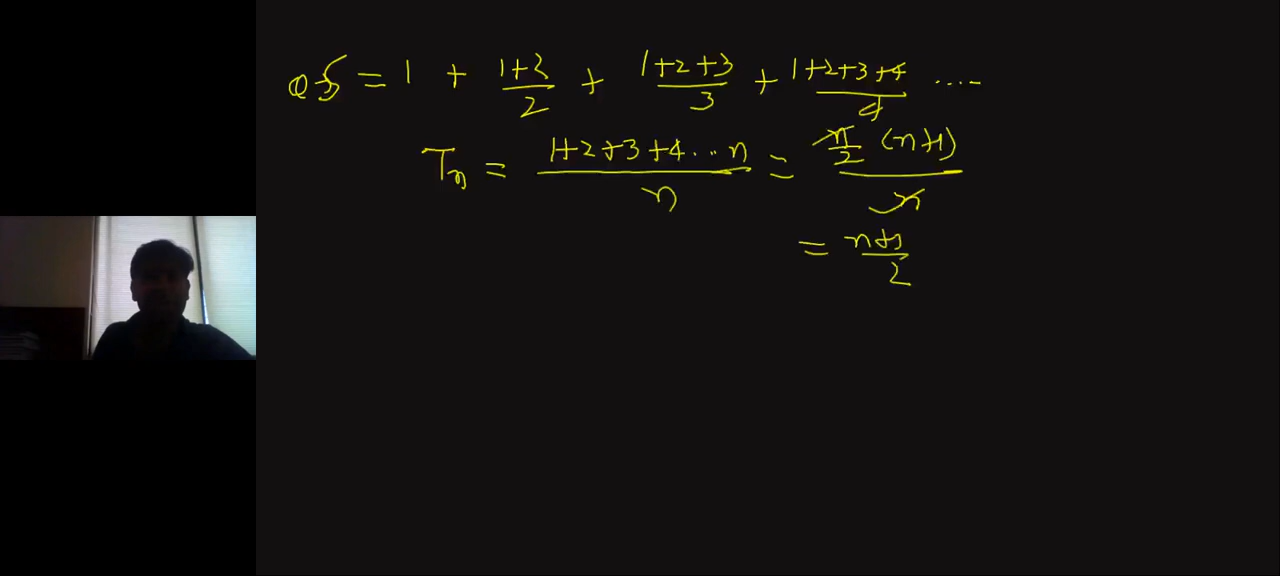 Q S = 1 + (1+2)/2 + (1+2+3)/3 + (1+2+3+4)/4 ....
Tn = (1+2+3+4...n)/n = (n/2 (n+1))/n
= (n+1)/2